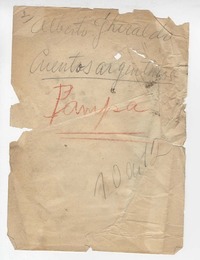 Alberto Ghiraldo
Cuentos argentinos
Pampa